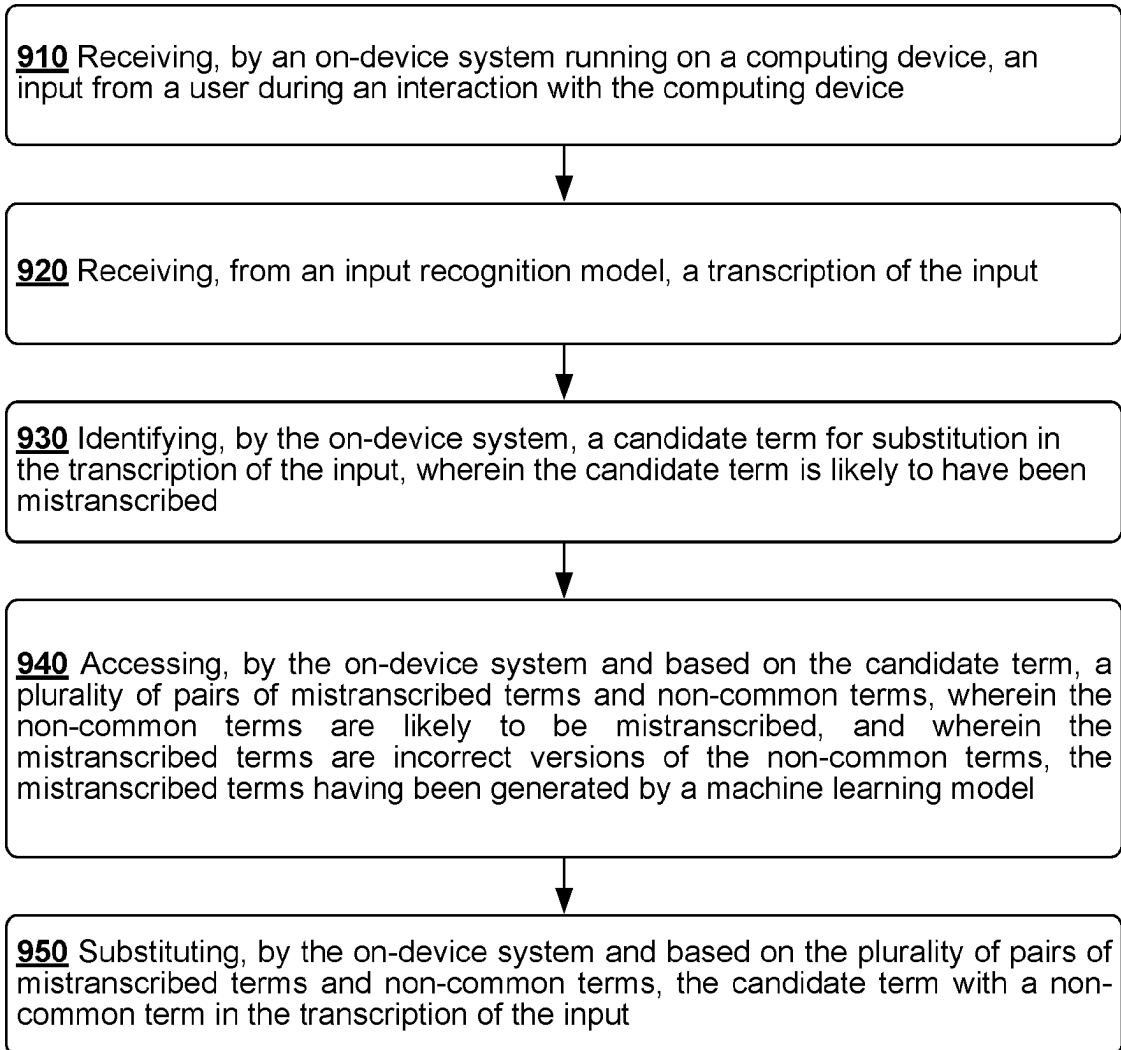 910 Receiving, by an on-device system running on a computing device, an
input from a user during an interaction with the computing device
920 Receiving, from an input recognition model, a transcription of the input
930 Identifying, by the on-device system, a candidate term for substitution in
the transcription of the input, wherein the candidate term is likely to have been
mistranscribed
940 Accessing, by the on-device system and based on the candidate term, a
plurality of pairs of mistranscribed terms and non-common terms, wherein the
non-common terms are likely to be mistranscribed, and wherein the
mistranscribed terms are incorrect versions of the non-common terms, the
mistranscribed terms having been generated by a machine learning model
950 Substituting, by the on-device system and based on the plurality of pairs of
mistranscribed terms and non-common terms, the candidate term with a non-
common term in the transcription of the input